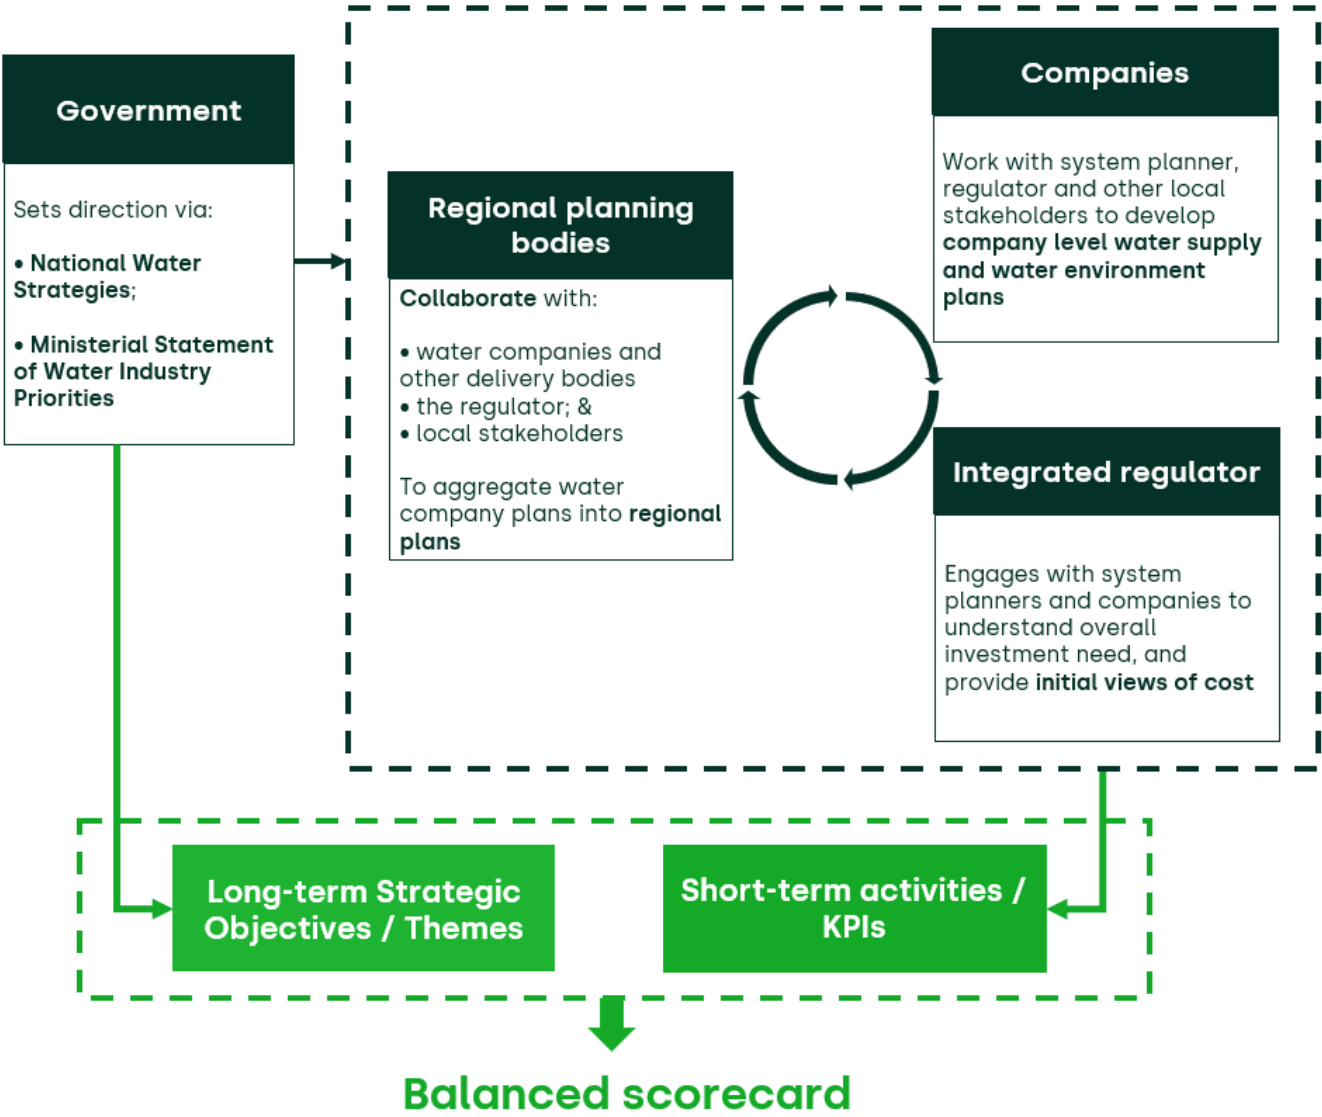 Government
Sets direction via:
• National Water
Strategies;
• Ministerial Statement
of Water Industry
Priorities
Regional planning
bodies
Collaborate with:
• water companies and
other delivery bodies
• the regulator; &
• local stakeholders
To aggregate water
company plans into regional
plans
Companies
Work with system planner,
regulator and other local
stakeholders to develop
company level water supply
and water environment
plans
Integrated regulator
Engages with system
planners and companies to
understand overall
investment need, and
provide initial views of cost
Long-term Strategic
Objectives / Themes
Short-term activities /
KPIs
Balanced scorecard